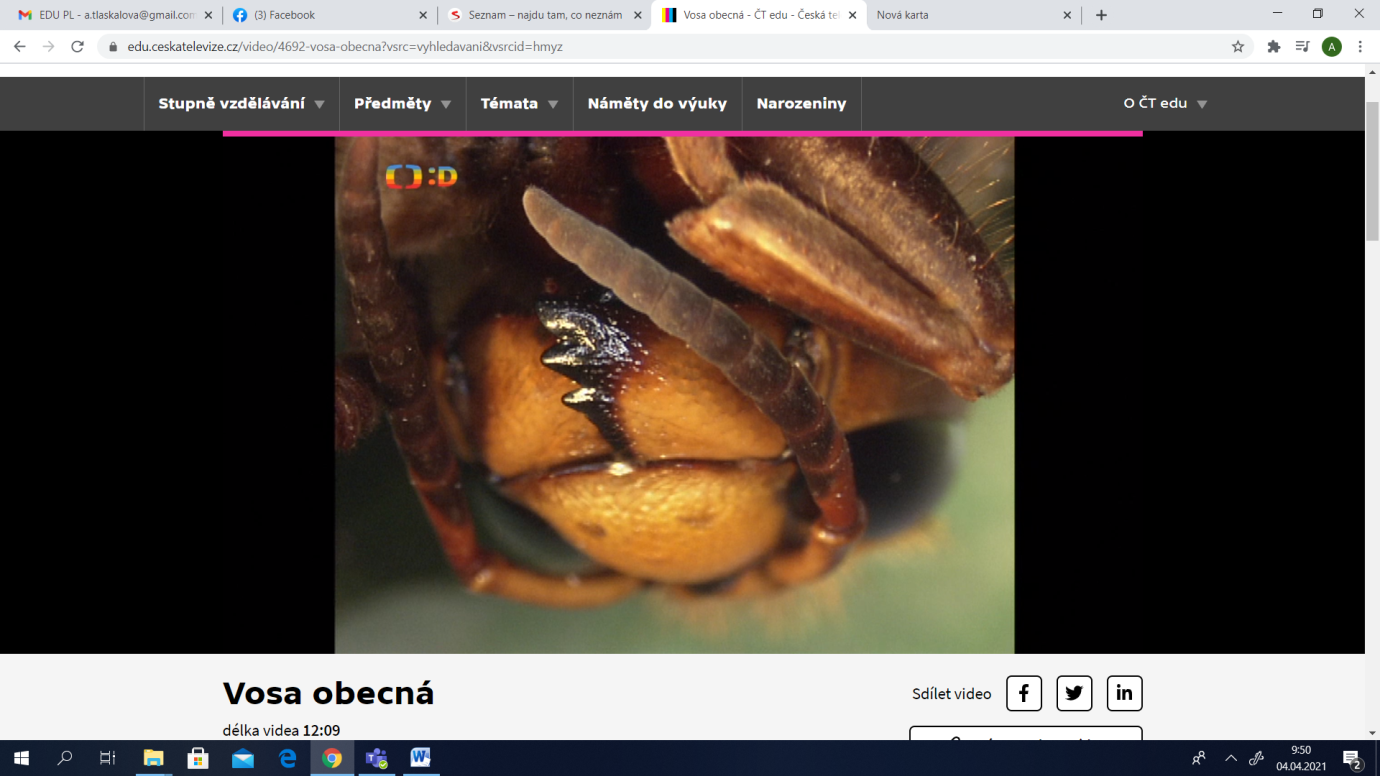 EDU PL - a.tlaskalova@gmail.com
(3) Facebook
Seznam – najdu tam, co neznám
Vosa obecná - ČT edu - Česká tel
Nová karta
edu.ceskatelevize.cz/video/4692-vosa-obecna?vsrc=vyhledavani&vsrcid=hmyz
A
Stupně vzdělávání
Předměty
Témata
Náměty do výuky
Narozeniny
O ČT edu
:D
Vosa obecná
Sdílet video
délka videa 12:09
9:50
04.04.2021
2